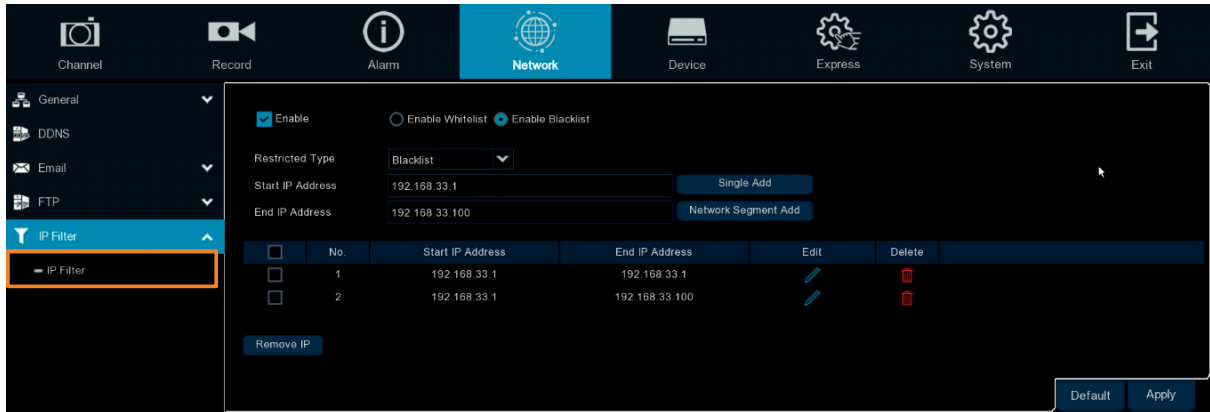 Channel Record Alarm Network Device Express System Exit
General
DDNS
Email
FTP
IP Filter
IP Filter
Enable Enable Whitelist Enable Blacklist
Restricted Type Blacklist
Start IP Address 192.168.33.1 Single Add
End IP Address 192.168.33.100 Network Segment Add
No. Start IP Address End IP Address Edit Delete
1 192.168.33.1 192.168.33.1
2 192.168.33.1 192.168.33.100
Remove IP
Default Apply